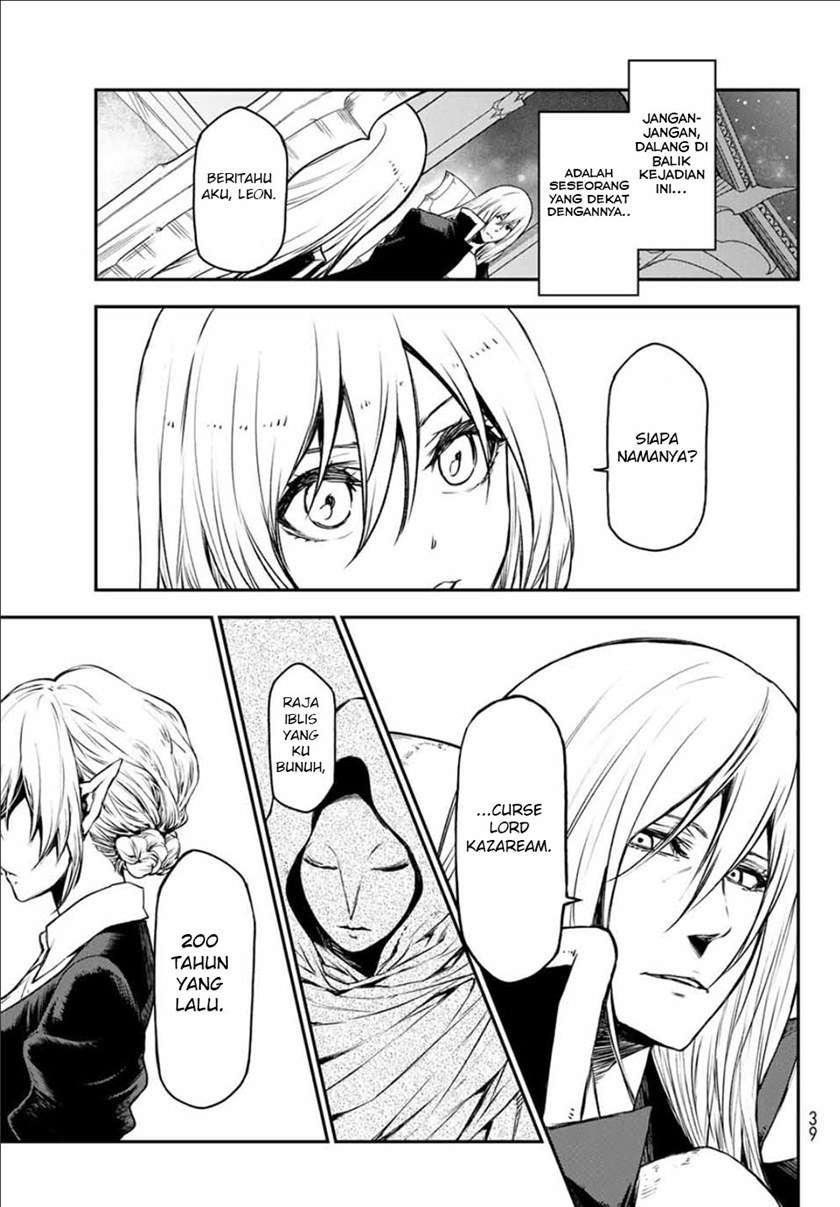 JANGAN-
JANGAN,
DALANG DI
BALIK
KEJADIAN
INI...
ADALAH
SESEORANG
YANG DEKAT
DENGANNYA..
BERITAHU
AKU, LEON.
SIAPA
NAMANYA?
...CURSE
LORD
KAZAREAM.
RAJA
IBLIS YANG
KU
BUNUH,
200
TAHUN
YANG
LALU.
39